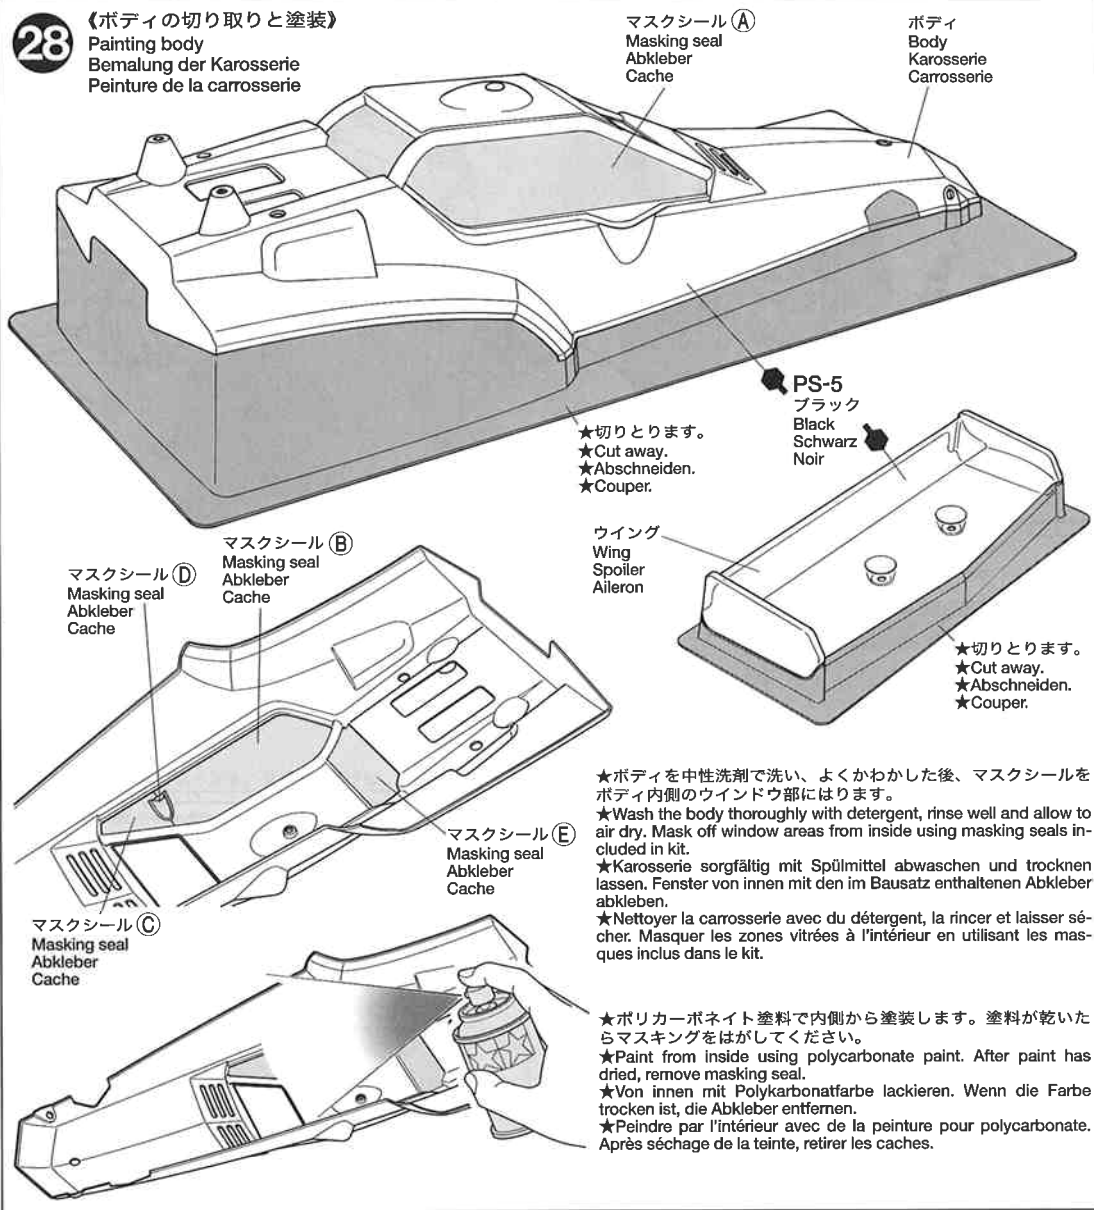 28
《ボディの切り取りと塗装》
Painting body
Bemalung der Karosserie
Peinture de la carrosserie
マスクシール Ⓐ
Masking seal
Abkleber
Cache
ボディ
Body
Karosserie
Carrosserie
PS-5
ブラック
Black
Schwarz
Noir
★切りとります。
★Cut away.
★Abschneiden.
★Couper.
ウイング
Wing
Spoiler
Aileron
★切りとります。
★Cut away.
★Abschneiden.
★Couper.
マスクシール Ⓑ
Masking seal
Abkleber
Cache
マスクシール Ⓓ
Masking seal
Abkleber
Cache
マスクシール Ⓔ
Masking seal
Abkleber
Cache
マスクシール Ⓒ
Masking seal
Abkleber
Cache
★ボディを中性洗剤で洗い、よくかわかした後、マスクシールを
ボディ内側のウインドウ部にはります。
★Wash the body thoroughly with detergent, rinse well and allow to
air dry. Mask off window areas from inside using masking seals in-
cluded in kit.
★Karosserie sorgfältig mit Spülmittel abwaschen und trocknen
lassen. Fenster von innen mit den im Bausatz enthaltenen Abkleber
abkleben.
★Nettoyer la carrosserie avec du détergent, la rincer et laisser sé-
cher. Masquer les zones vitrées à l'intérieur en utilisant les mas-
ques inclus dans le kit.
★ポリカーボネイト塗料で内側から塗装します。塗料が乾いた
らマスキングをはがしてください。
★Paint from inside using polycarbonate paint. After paint has
dried, remove masking seal.
★Von innen mit Polykarbonatfarbe lackieren. Wenn die Farbe
trocken ist, die Abkleber entfernen.
★Peindre par l'intérieur avec de la peinture pour polycarbonate.
Après séchage de la teinte, retirer les caches.